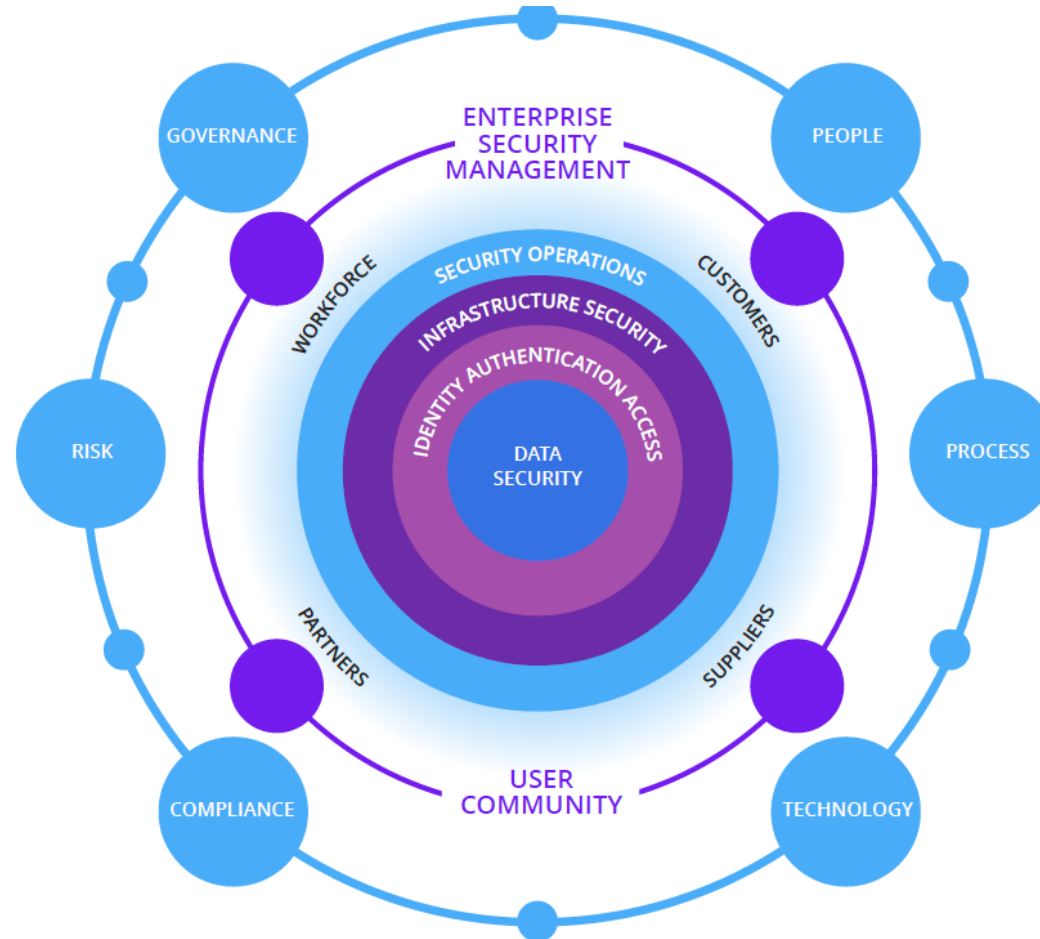 ENTERPRISE
SECURITY
MANAGEMENT
GOVERNANCE
PEOPLE
WORKFORCE
SECURITY OPERATIONS
CUSTOMERS
INFRASTRUCTURE SECURITY
IDENTITY AUTHENTICATION ACCESS
RISK
DATA
SECURITY
PROCESS
PARTNERS
SUPPLIERS
USER
COMMUNITY
COMPLIANCE
TECHNOLOGY